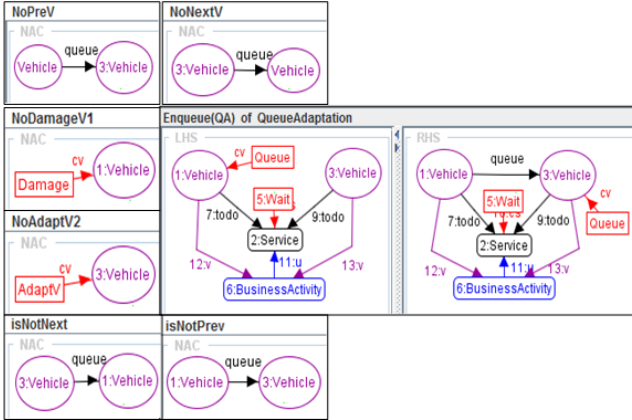 NoPreV
NAC
Vehicle
queue
3:Vehicle
NoNextV
NAC
3:Vehicle
queue
Vehicle
NoDamageV1
NAC
cv
1:Vehicle
Damage
NoAdaptV2
NAC
cv
3:Vehicle
AdaptV
Enqueue(QA) of QueueAdaptation
LHS
1:Vehicle
cv
Queue
3:Vehicle
5:Wait
7:todo
9:todo
2:Service
12:v
11:u
13:v
6:BusinessActivity
RHS
1:Vehicle
queue
3:Vehicle
cv
5:Wait
Queue
7:todo
9:todo
2:Service
12:v
11:u
13:v
6:BusinessActivity
isNotNext
NAC
3:Vehicle
queue
1:Vehicle
isNotPrev
NAC
1:Vehicle
queue
3:Vehicle